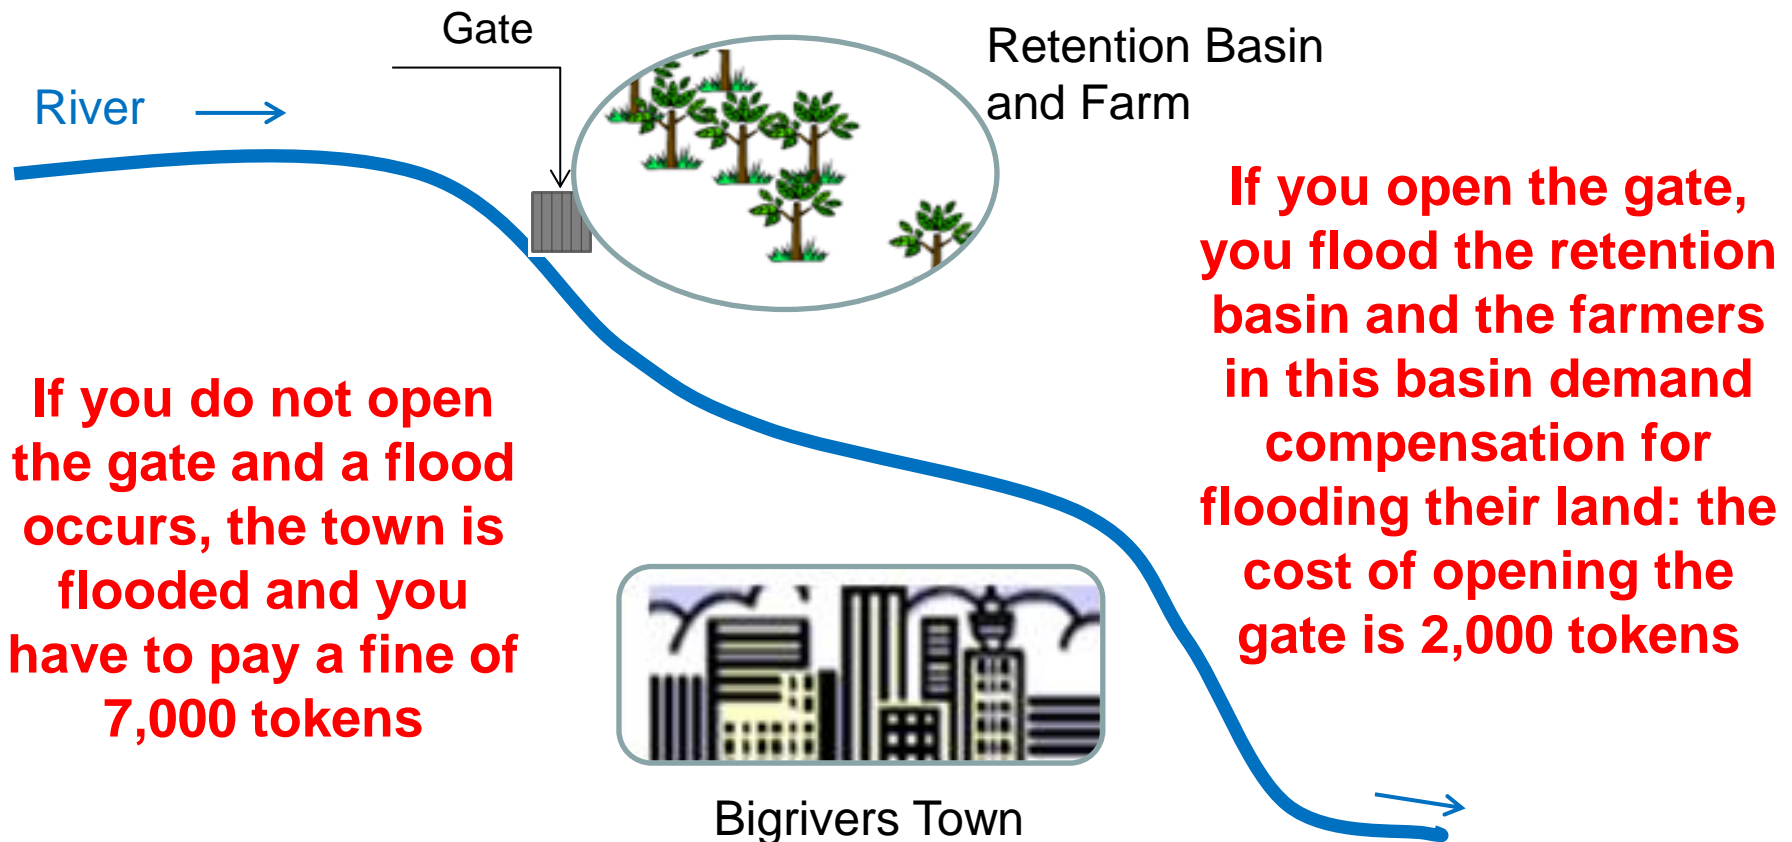 Gate
River
Retention Basin
and Farm
If you open the gate,
you flood the retention
basin and the farmers
in this basin demand
compensation for
flooding their land: the
cost of opening the
gate is 2,000 tokens
If you do not open
the gate and a flood
occurs, the town is
flooded and you
have to pay a fine of
7,000 tokens
Bigrivers Town